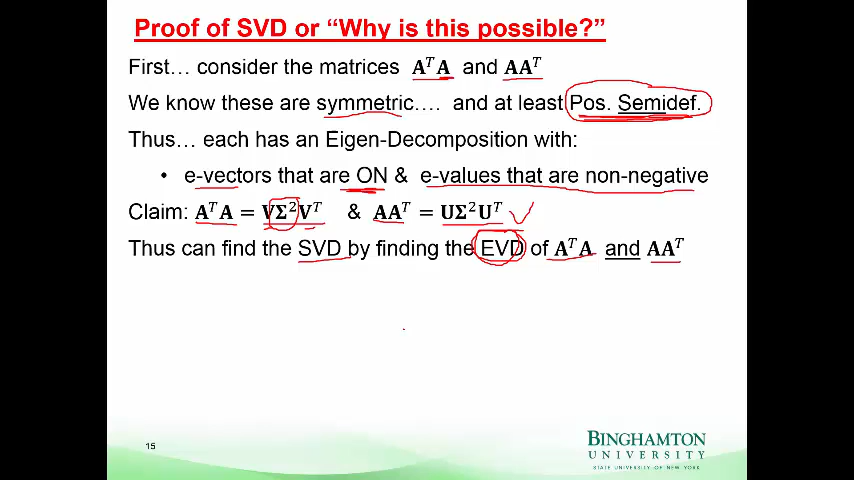 Proof of SVD or “Why is this possible?”
First… consider the matrices AᵀA and AAᵀ
We know these are symmetric…. and at least Pos. Semidef.
Thus… each has an Eigen-Decomposition with:
• e-vectors that are ON & e-values that are non-negative
Claim: AᵀA = VΣ²Vᵀ & AAᵀ = UΣ²Uᵀ
Thus can find the SVD by finding the EVD of AᵀA and AAᵀ
15
BINGHAMTON
UNIVERSITY
STATE UNIVERSITY OF NEW YORK